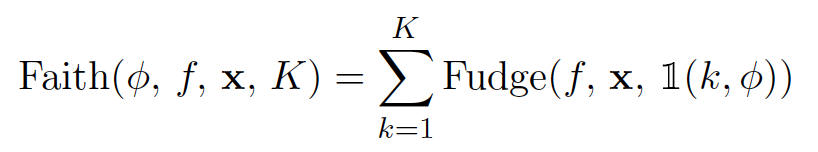 Faith(ϕ, f, x, K) = ∑_{k=1}^{K} Fudge(f, x, 𝟙(k, ϕ))